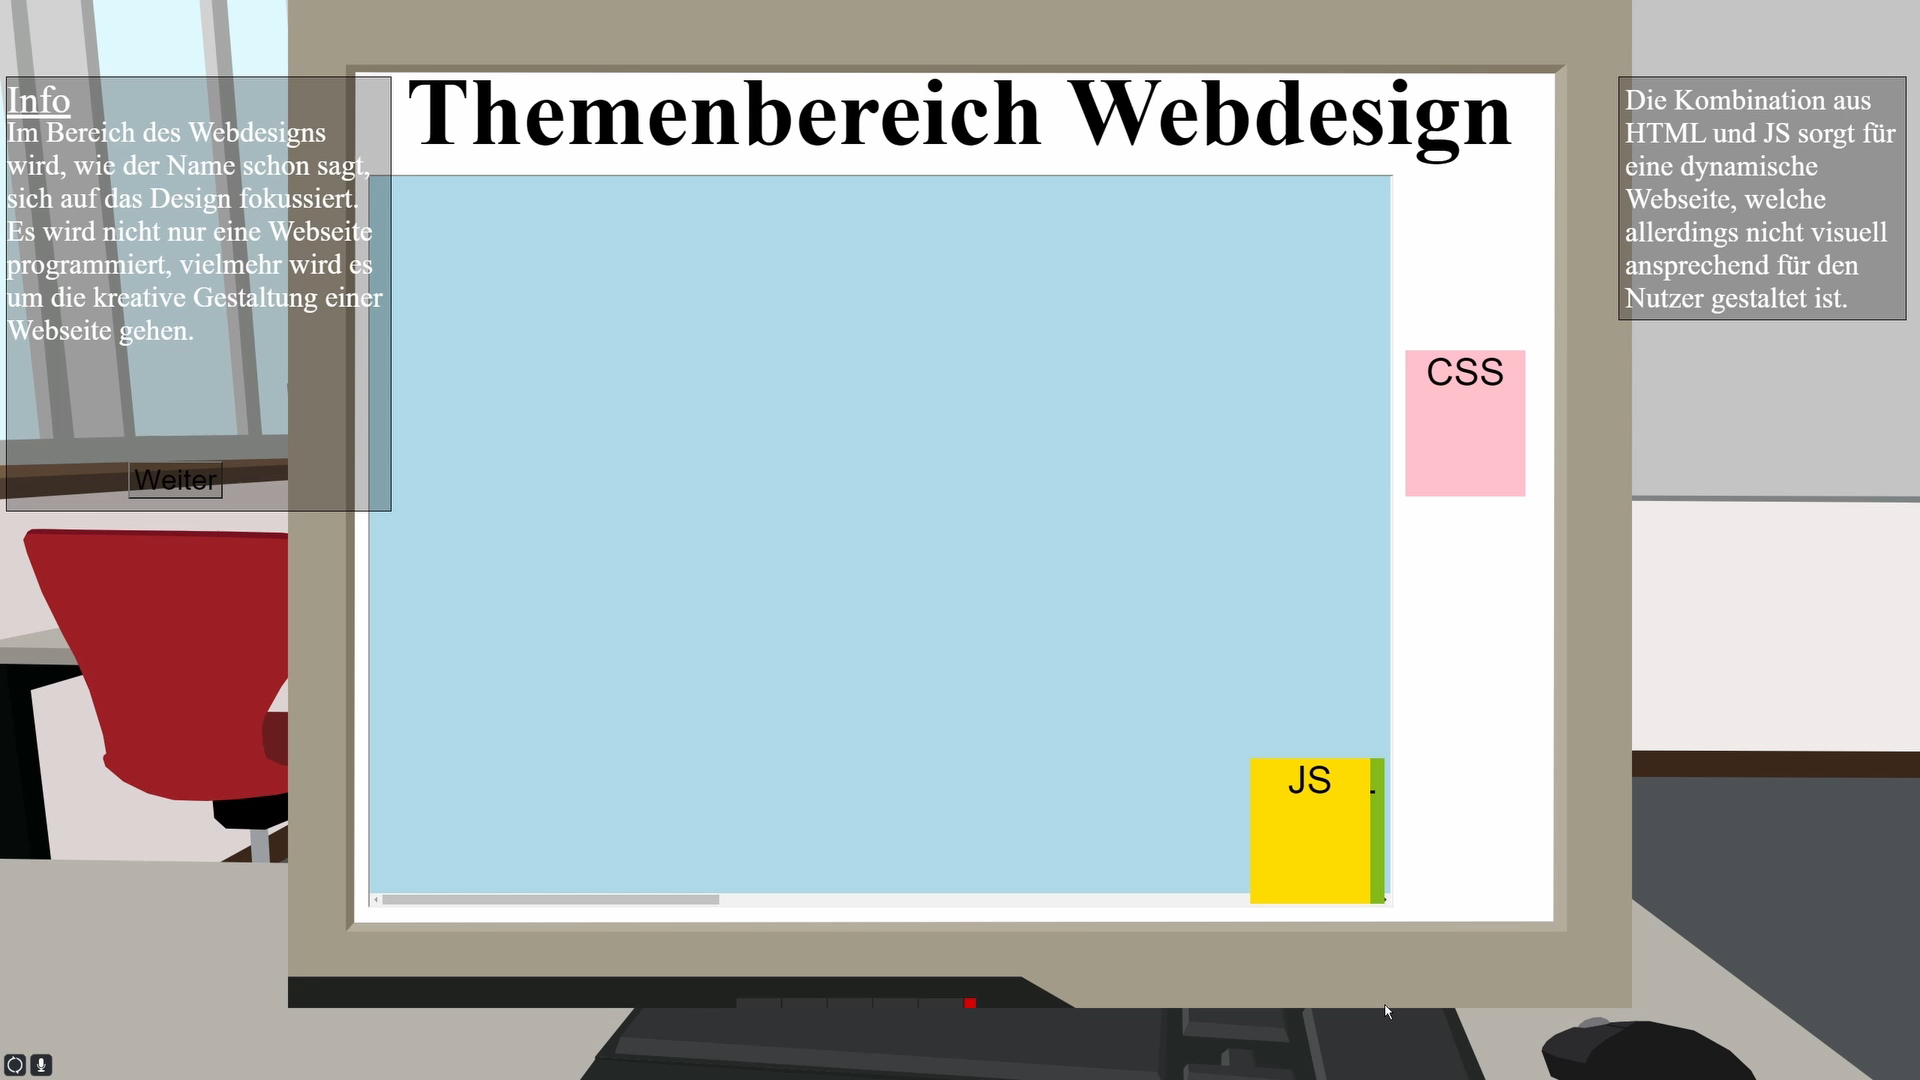 Themenbereich Webdesign
Info
Im Bereich des Webdesigns
wird, wie der Name schon sagt,
sich auf das Design fokussiert.
Es wird nicht nur eine Webseite
programmiert, vielmehr wird es
um die kreative Gestaltung einer
Webseite gehen.
Weiter
Die Kombination aus
HTML und JS sorgt für
eine dynamische
Webseite, welche
allerdings nicht visuell
ansprechend für den
Nutzer gestaltet ist.
CSS
JS